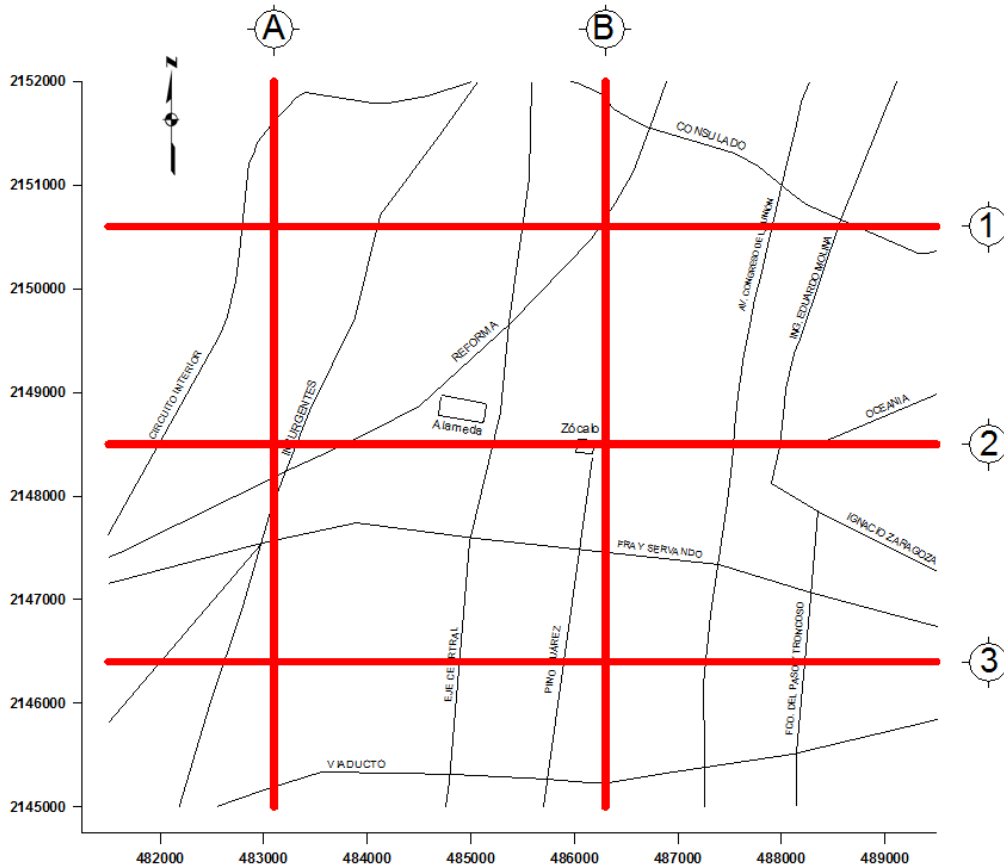 A
B
N
2152000
CONSULADO
2151000
1
AV. CONGRESO DE LA UNIÓN
ING. EDUARDO MOLINA
2150000
REFORMA
CIRCUITO INTERIOR
2149000
INSURGENTES
OCEANIA
Alameda
Zócalo
2
2148000
IGNACIO ZARAGOZA
FRAY SERVANDO
2147000
EJE CENTRAL
PINO SUÁREZ
FCO. DEL PASO Y TRONCOSO
3
2146000
VIADUCTO
2145000
482000 483000 484000 485000 486000 487000 488000 489000